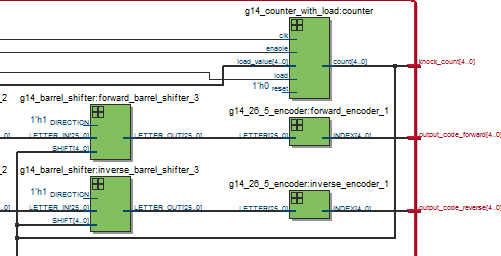 g14_counter_with_load:counter
clk
enable
load_value[4..0]
count[4..0]
knock_count[4..0]
load
1'h0 reset
_2 g14_barrel_shifter:forward_barrel_shifter_3
g14_26_5_encoder:forward_encoder_1
1'h1 DIRECTION
..0] LETTER_IN[25..0] LETTER_OUT[25..0] LETTER[25..0] INDEX[4..0] output_code_forward[4..0]
SHIFT[4..0]
_2 g14_barrel_shifter:inverse_barrel_shifter_3
g14_26_5_encoder:inverse_encoder_1
1'h1 DIRECTION
..0] LETTER_IN[25..0] LETTER_OUT[25..0] LETTER[25..0] INDEX[4..0] output_code_reverse[4..0]
SHIFT[4..0]